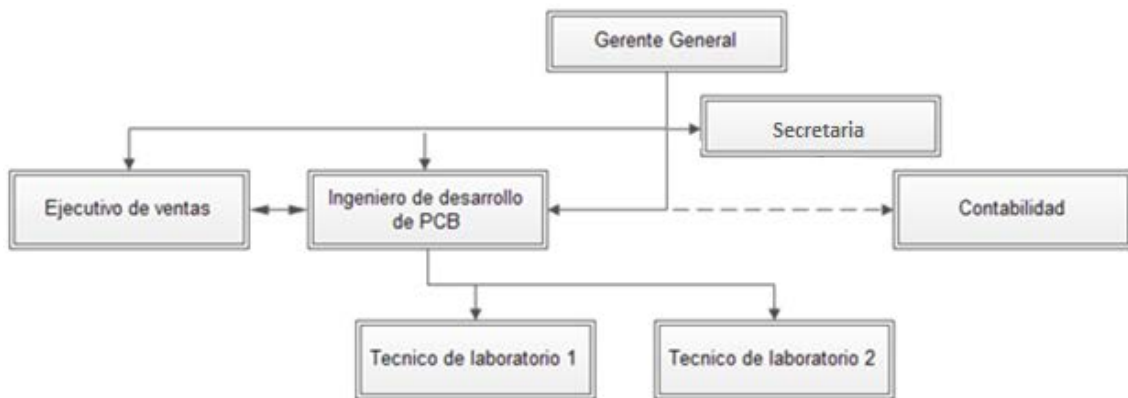 Gerente General
Secretaria
Ejecutivo de ventas
Ingeniero de desarrollo
de PCB
Contabilidad
Tecnico de laboratorio 1
Tecnico de laboratorio 2